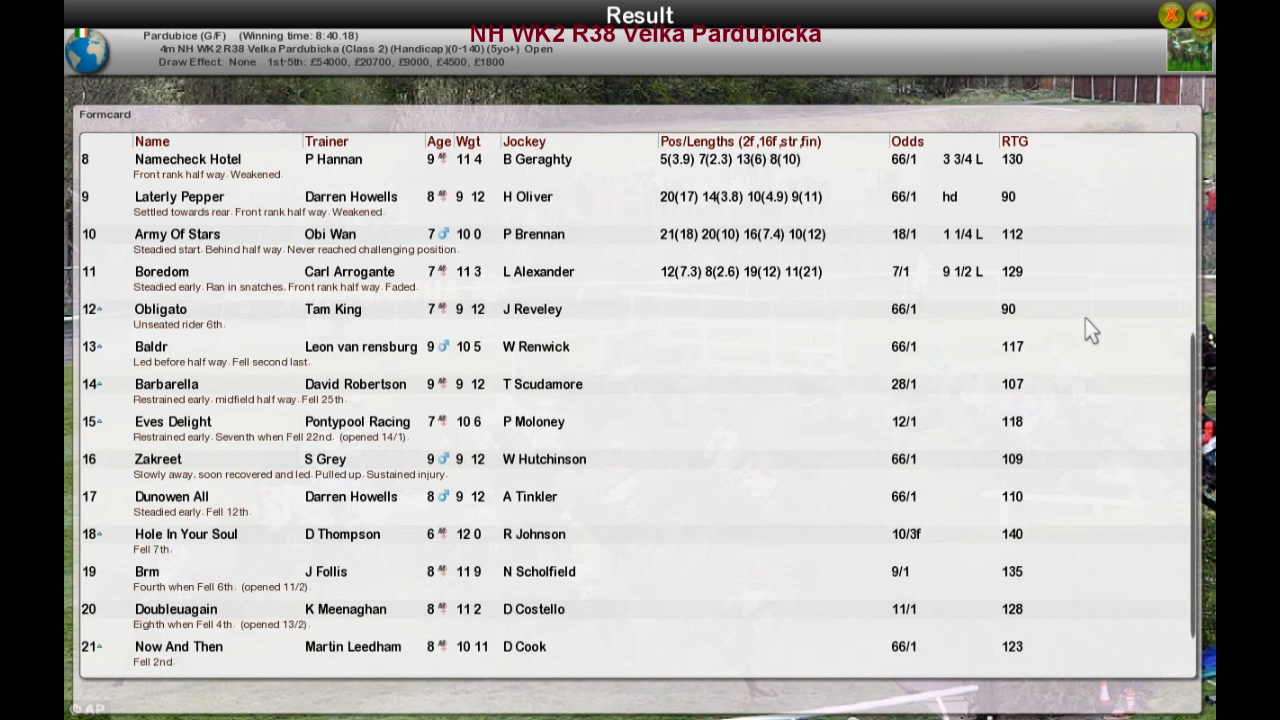 Result
NH WK2 R38 Velka Pardubicka
Pardubice (G/F) (Winning time: 8:40.18)
4m NH WK2 R38 Velka Pardubicka (Class 2) (Handicap)(0-140) (5yo+) Open
Draw Effect: None 1st-5th: £54000, £20700, £9000, £4500, £1800
Formcard
Name Trainer Age Wgt Jockey Pos/Lengths (2f,16f,str,fin) Odds RTG
8 Namecheck Hotel P Hannan 9 11 4 B Geraghty 5(3.9) 7(2.3) 13(6) 8(10) 66/1 3 3/4 L 130
Front rank half way. Weakened.
9 Laterly Pepper Darren Howells 8 9 12 H Oliver 20(17) 14(3.8) 10(4.9) 9(11) 66/1 hd 90
Settled towards rear. Front rank half way. Weakened.
10 Army Of Stars Obi Wan 7 10 0 P Brennan 21(18) 20(10) 16(7.4) 10(12) 18/1 1 1/4 L 112
Steadied start. Behind half way. Never reached challenging position.
11 Boredom Carl Arrogante 7 11 3 L Alexander 12(7.3) 8(2.6) 19(12) 11(21) 7/1 9 1/2 L 129
Steadied early. Ran in snatches. Front rank half way. Faded.
12 Obligato Tam King 7 9 12 J Reveley 66/1 90
Unseated rider 6th.
13 Baldr Leon van rensburg 9 10 5 W Renwick 66/1 117
Led before half way. Fell second last.
14 Barbarella David Robertson 9 9 12 T Scudamore 28/1 107
Restrained early. midfield half way. Fell 25th.
15 Eves Delight Pontypool Racing 7 10 6 P Moloney 12/1 118
Restrained early. Seventh when Fell 22nd. (opened 14/1).
16 Zakreet S Grey 9 9 12 W Hutchinson 66/1 109
Slowly away, soon recovered and led. Pulled up. Sustained injury.
17 Dunowen All Darren Howells 8 9 12 A Tinkler 66/1 110
Steadied early. Fell 12th.
18 Hole In Your Soul D Thompson 6 12 0 R Johnson 10/3f 140
Fell 7th.
19 Brm J Follis 8 11 9 N Scholfield 9/1 135
Fourth when Fell 6th. (opened 11/2).
20 Doubleuagain K Meenaghan 8 11 2 D Costello 11/1 128
Eighth when Fell 4th. (opened 13/2).
21 Now And Then Martin Leedham 8 10 11 D Cook 66/1 123
Fell 2nd.
© AP